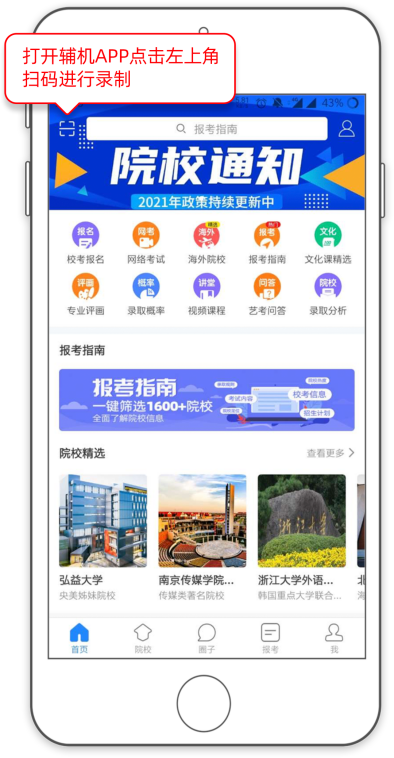 打开辅机APP点击左上角
扫码进行录制
43%
报考指南
院校通知
2021年政策持续更新中
报名 网考 海外 报考 热门 文化
校考报名 网络考试 海外院校 报考指南 文化课精选
评画 概率 讲堂 问答 院校
专业评画 录取概率 视频课程 艺考问答 录取分析
报考指南
报考指南
一键筛选1600+院校
全面了解院校信息
考试内容
校考信息
招生计划
院校精选 查看更多
弘益大学 南京传媒学院... 浙江大学外语...
央美姊妹院校 传媒类著名院校 韩国重点大学联合...
首页 院校 圈子 报考 我